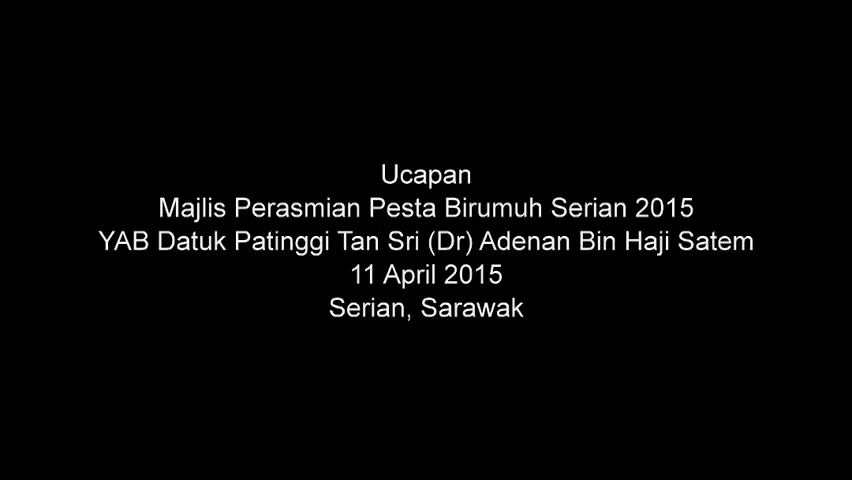 Ucapan
Majlis Perasmian Pesta Birumuh Serian 2015
YAB Datuk Patinggi Tan Sri (Dr) Adenan Bin Haji Satem
11 April 2015
Serian, Sarawak